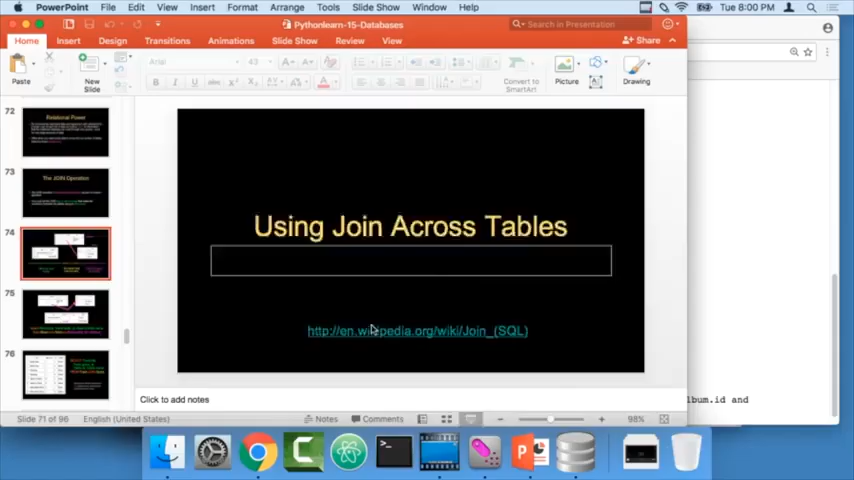 PowerPoint File Edit View Insert Format Arrange Tools Slide Show Window Help Tue 8:00 PM
Pythonlearn-15-Databases
Search in Presentation
Home Insert Design Transitions Animations Slide Show Review View Share
Paste
New Slide
Arial
43
Convert to SmartArt
Picture
Drawing
72
Relational Power
73
The JOIN Operation
74
75
76
Using Join Across Tables
http://en.wikipedia.org/wiki/Join_(SQL)
Click to add notes
lbum.id and
Slide 71 of 96 English (United States) Notes Comments 98%